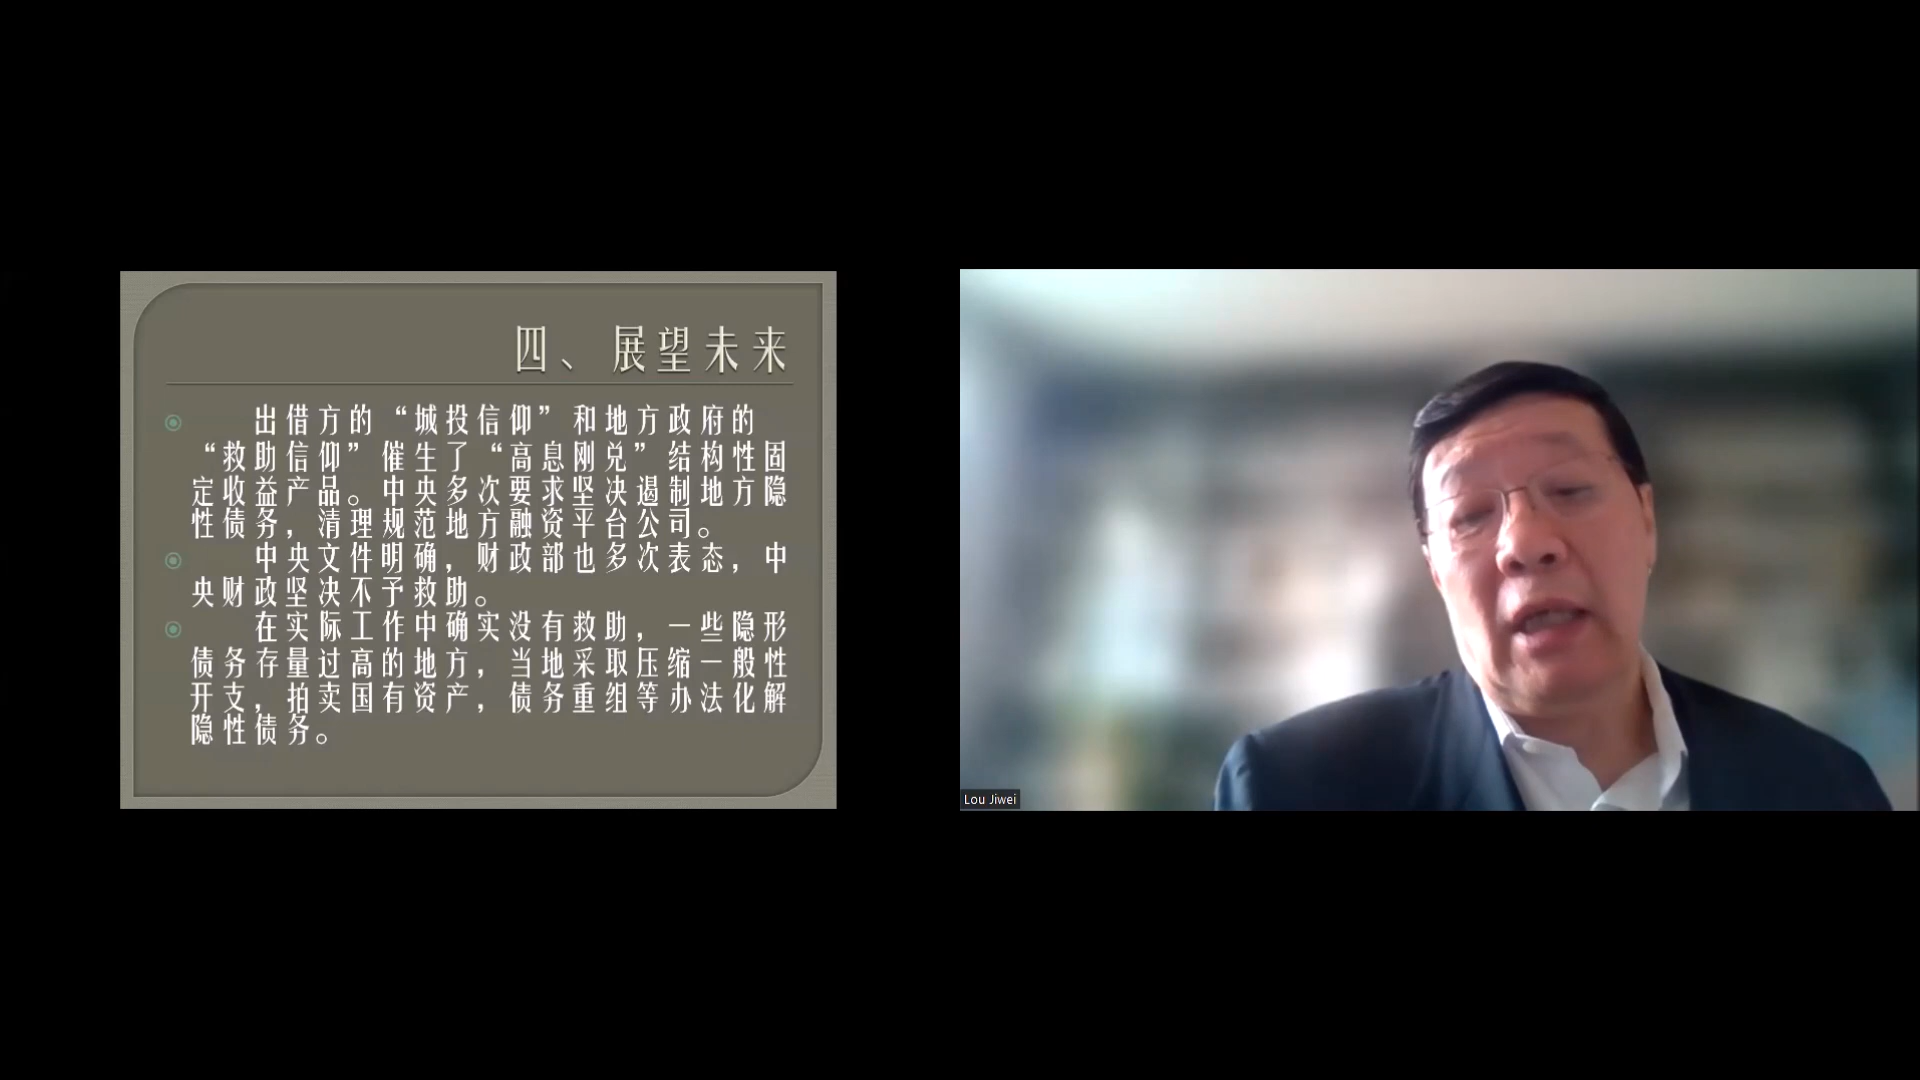 四、展望未来
出借方的“城投信仰”和地方政府的
“救助信仰”催生了“高息刚兑”结构性固
定收益产品。中央多次要求坚决遏制地方隐
性债务，清理规范地方融资平台公司。
中央文件明确，财政部也多次表态，中
央财政坚决不予救助。
在实际工作中确实没有救助，一些隐形
债务存量过高的地方，当地采取压缩一般性
开支，拍卖国有资产，债务重组等办法化解
隐性债务。
Lou Jiwei